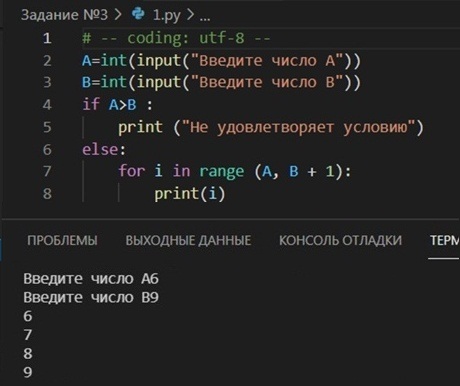 Задание №3 > 1.py > ...
1 # -- coding: utf-8 --
2 A=int(input("Введите число A"))
3 B=int(input("Введите число B"))
4 if A>B :
5 print ("Не удовлетворяет условию")
6 else:
7 for i in range (A, B + 1):
8 print(i)
ПРОБЛЕМЫ ВЫХОДНЫЕ ДАННЫЕ КОНСОЛЬ ОТЛАДКИ ТЕРМ
Введите число A6
Введите число B9
6
7
8
9